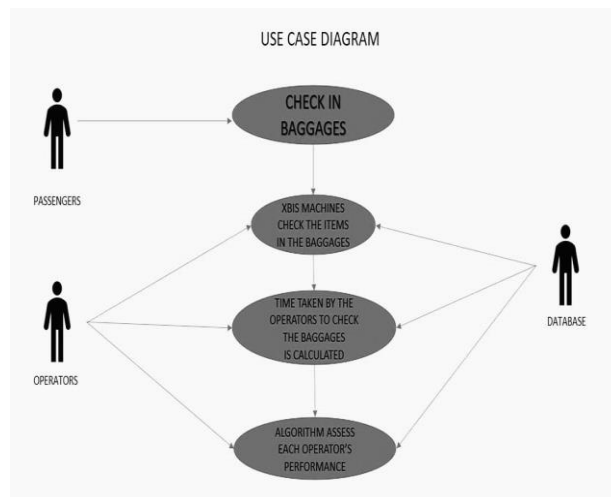 USE CASE DIAGRAM
CHECK IN
BAGGAGES
PASSENGERS
XBIS MACHINES
CHECK THE ITEMS
IN THE BAGGAGES
TIME TAKEN BY THE
OPERATORS TO CHECK
THE BAGGAGES
IS CALCULATED
OPERATORS
DATABASE
ALGORITHM ASSESS
EACH OPERATOR'S
PERFORMANCE